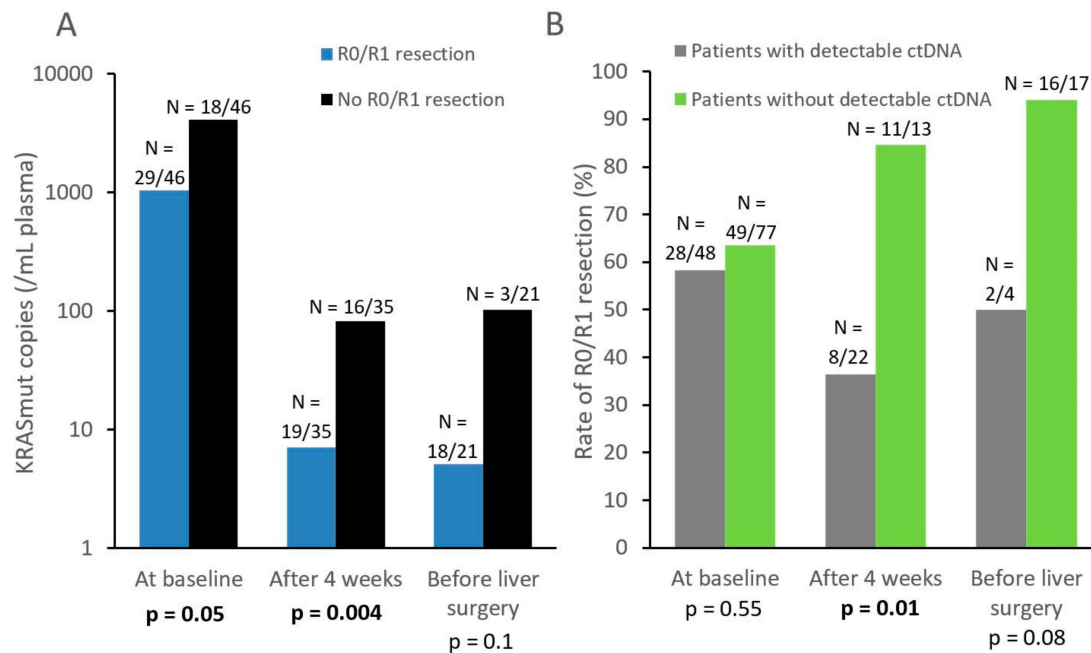 A
R0/R1 resection
No R0/R1 resection
KRASmut copies (/mL plasma)
10000
1000
100
10
1
N =
29/46
N = 18/46
N =
19/35
N = 16/35
N =
18/21
N = 3/21
At baseline
p = 0.05
After 4 weeks
p = 0.004
Before liver
surgery
p = 0.1
B
Patients with detectable ctDNA
Patients without detectable ctDNA
Rate of R0/R1 resection (%)
100
90
80
70
60
50
40
30
20
10
0
N =
28/48
N =
49/77
N =
8/22
N = 11/13
N =
2/4
N = 16/17
At baseline
p = 0.55
After 4 weeks
p = 0.01
Before liver
surgery
p = 0.08